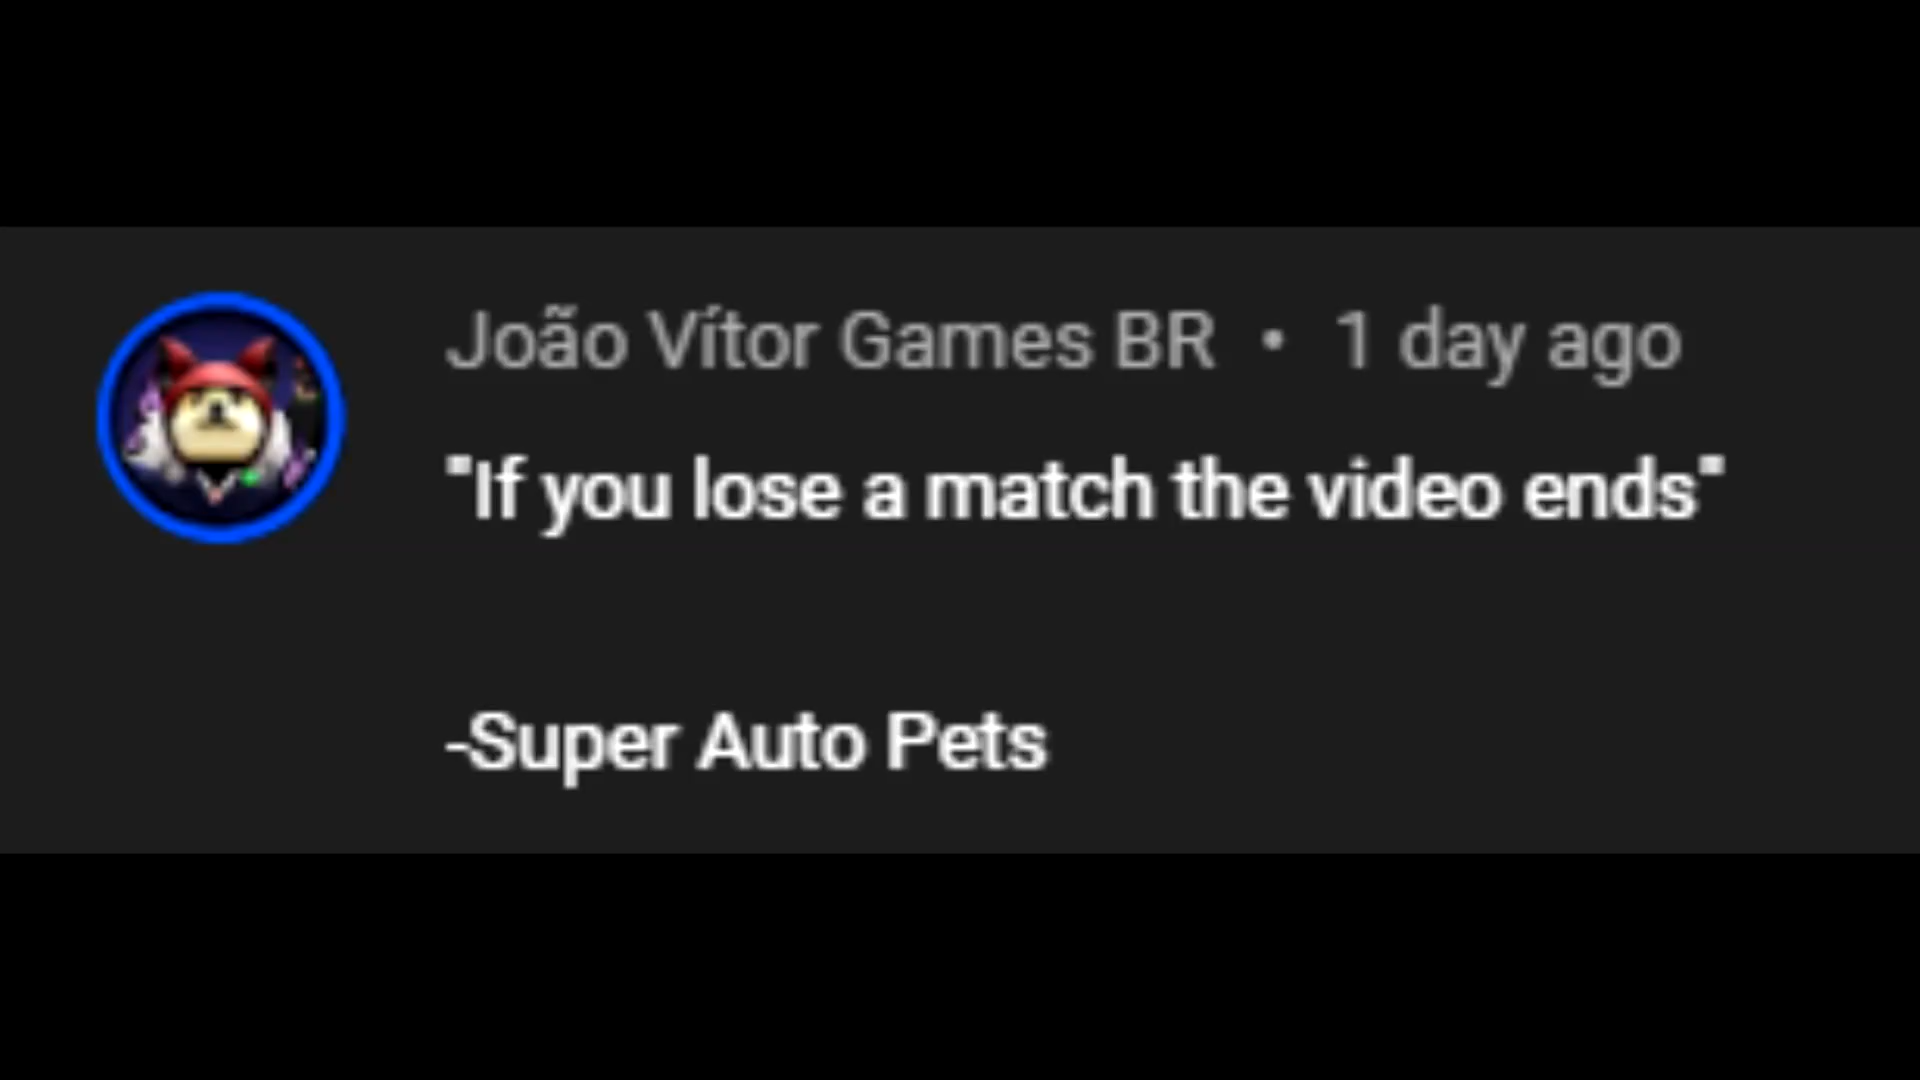 João Vítor Games BR • 1 day ago
"If you lose a match the video ends"
-Super Auto Pets